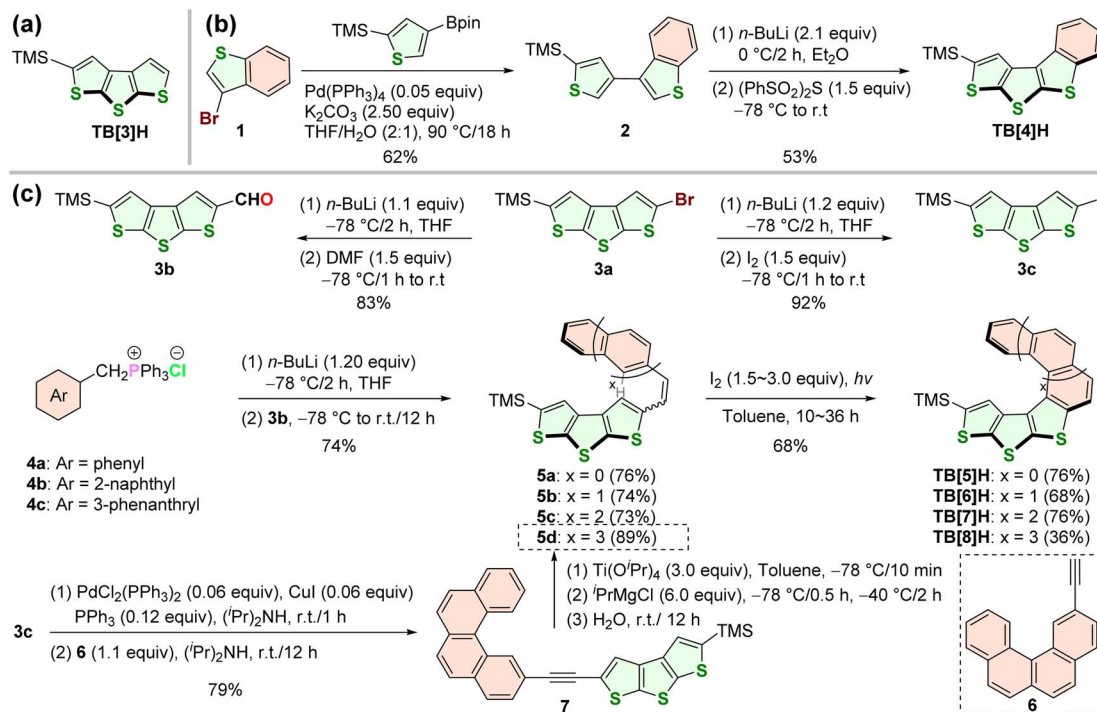 (a)
TMS
S
S
S
TB[3]H
(b)
S
Br
1
TMS
S
Bpin
Pd(PPh3)4 (0.05 equiv)
K2CO3 (2.50 equiv)
THF/H2O (2:1), 90 °C/18 h
62%
TMS
S
S
2
(1) n-BuLi (2.1 equiv)
0 °C/2 h, Et2O
(2) (PhSO2)2S (1.5 equiv)
−78 °C to r.t
53%
TMS
S
S
S
TB[4]H
(c)
TMS
CHO
S
S
S
3b
(1) n-BuLi (1.1 equiv)
−78 °C/2 h, THF
(2) DMF (1.5 equiv)
−78 °C/1 h to r.t
83%
TMS
Br
S
S
S
3a
(1) n-BuLi (1.2 equiv)
−78 °C/2 h, THF
(2) I2 (1.5 equiv)
−78 °C/1 h to r.t
92%
TMS
S
S
S
3c
Ar
CH2PPh3Cl
⊕
⊖
4a: Ar = phenyl
4b: Ar = 2-naphthyl
4c: Ar = 3-phenanthryl
(1) n-BuLi (1.20 equiv)
−78 °C/2 h, THF
(2) 3b, −78 °C to r.t./12 h
74%
x
H
TMS
S
S
S
5a: x = 0 (76%)
5b: x = 1 (74%)
5c: x = 2 (73%)
5d: x = 3 (89%)
I2 (1.5~3.0 equiv), hν
Toluene, 10~36 h
68%
x
TMS
S
S
S
TB[5]H: x = 0 (76%)
TB[6]H: x = 1 (68%)
TB[7]H: x = 2 (76%)
TB[8]H: x = 3 (36%)
3c
(1) PdCl2(PPh3)2 (0.06 equiv), CuI (0.06 equiv)
PPh3 (0.12 equiv), (iPr)2NH, r.t./1 h
(2) 6 (1.1 equiv), (iPr)2NH, r.t./12 h
79%
TMS
S
S
S
7
(1) Ti(OiPr)4 (3.0 equiv), Toluene, −78 °C/10 min
(2) iPrMgCl (6.0 equiv), −78 °C/0.5 h, −40 °C/2 h
(3) H2O, r.t./ 12 h
6